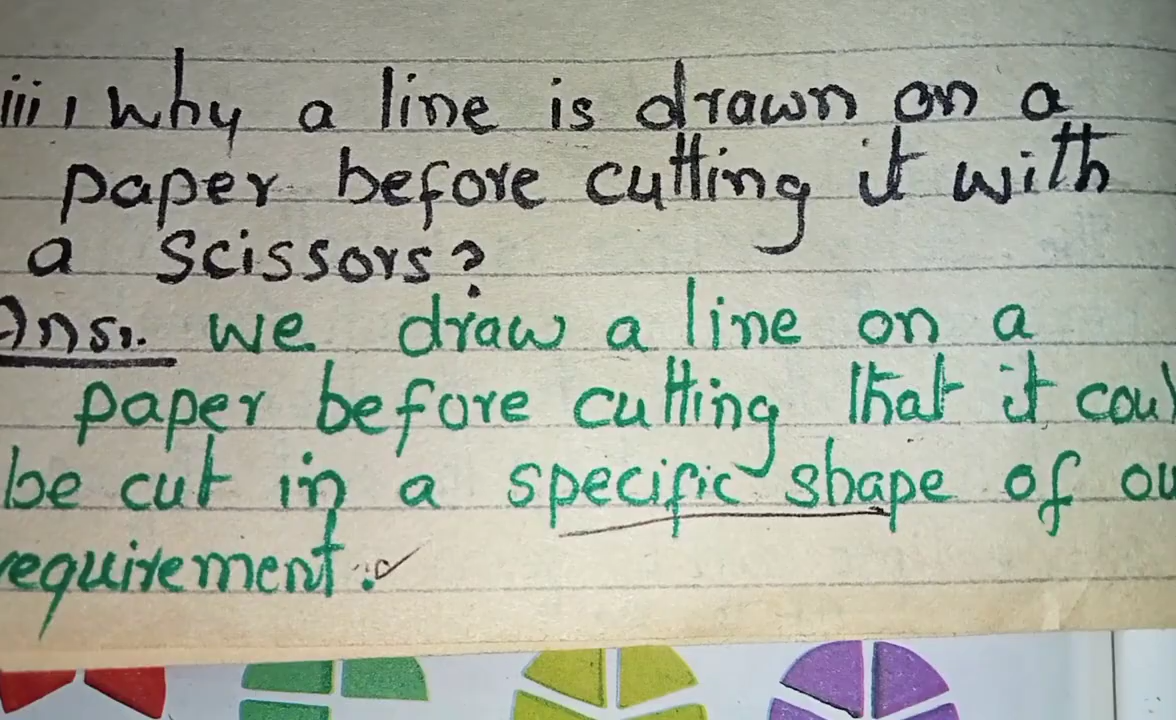 iii, Why a line is drawn on a
paper before cutting it with
a scissors?
Ans:. We draw a line on a
paper before cutting that it coul
be cut in a specific shape of ou
requirement.